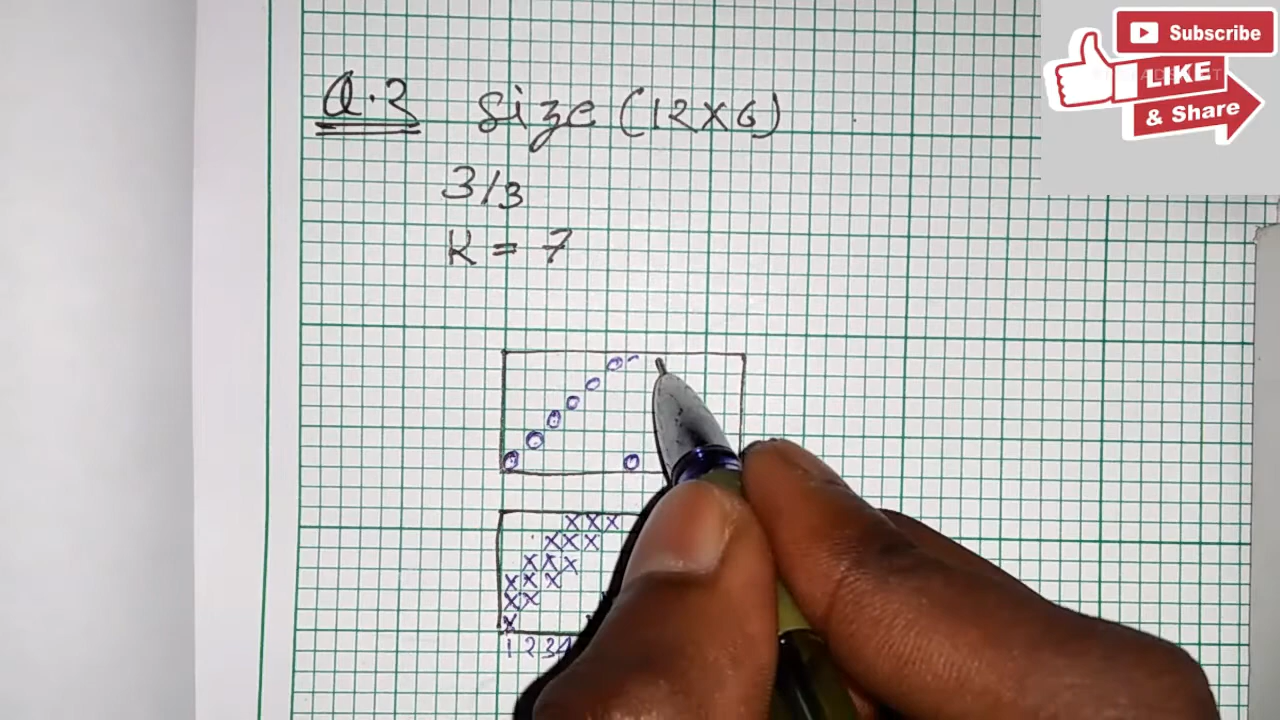 Subscribe
LIKE
& Share
Q.3 Size (12X6)
3/3
K = 7
X X X
X X X
X X X
X X X
X X
X
1 2 3 4